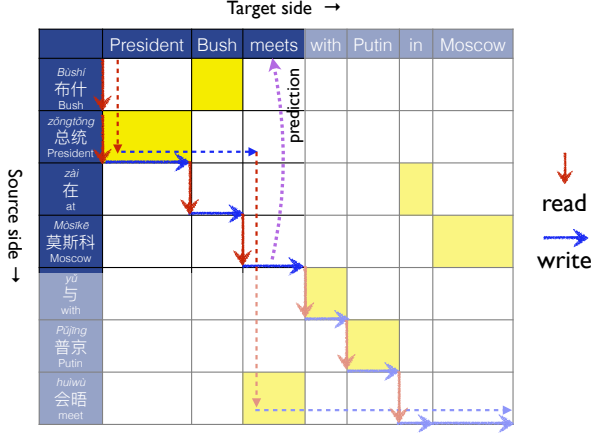 Target side →
President Bush meets with Putin in Moscow
Bùshí
布什
Bush
zǒngtǒng
总统
President
zài
在
at
Mòsīkē
莫斯科
Moscow
yǔ
与
with
Pǔjīng
普京
Putin
huìwù
会晤
meet
Source side →
prediction
read
write